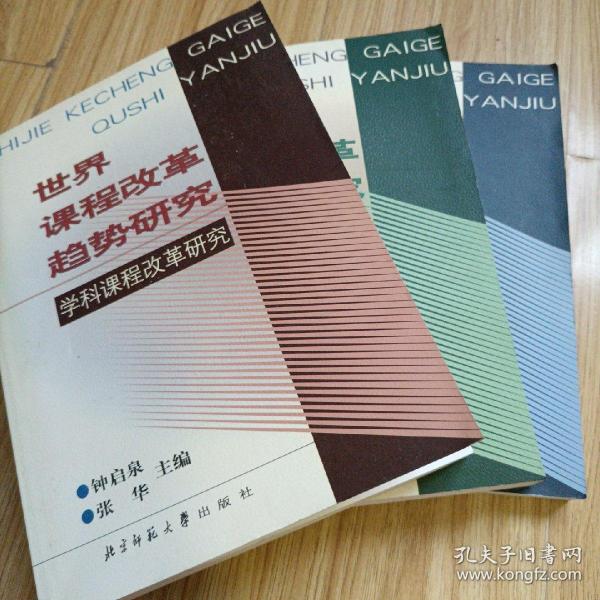 SHIJIE KECHENG GAIGE
QUSHI YANJIU
世界
课程改革
趋势研究
学科课程改革研究
●钟启泉
●张华 主编
北京师范大学出版社
GAIGE
YANJIU
GAIGE
YANJIU
孔夫子旧书网
www.kongfz.com